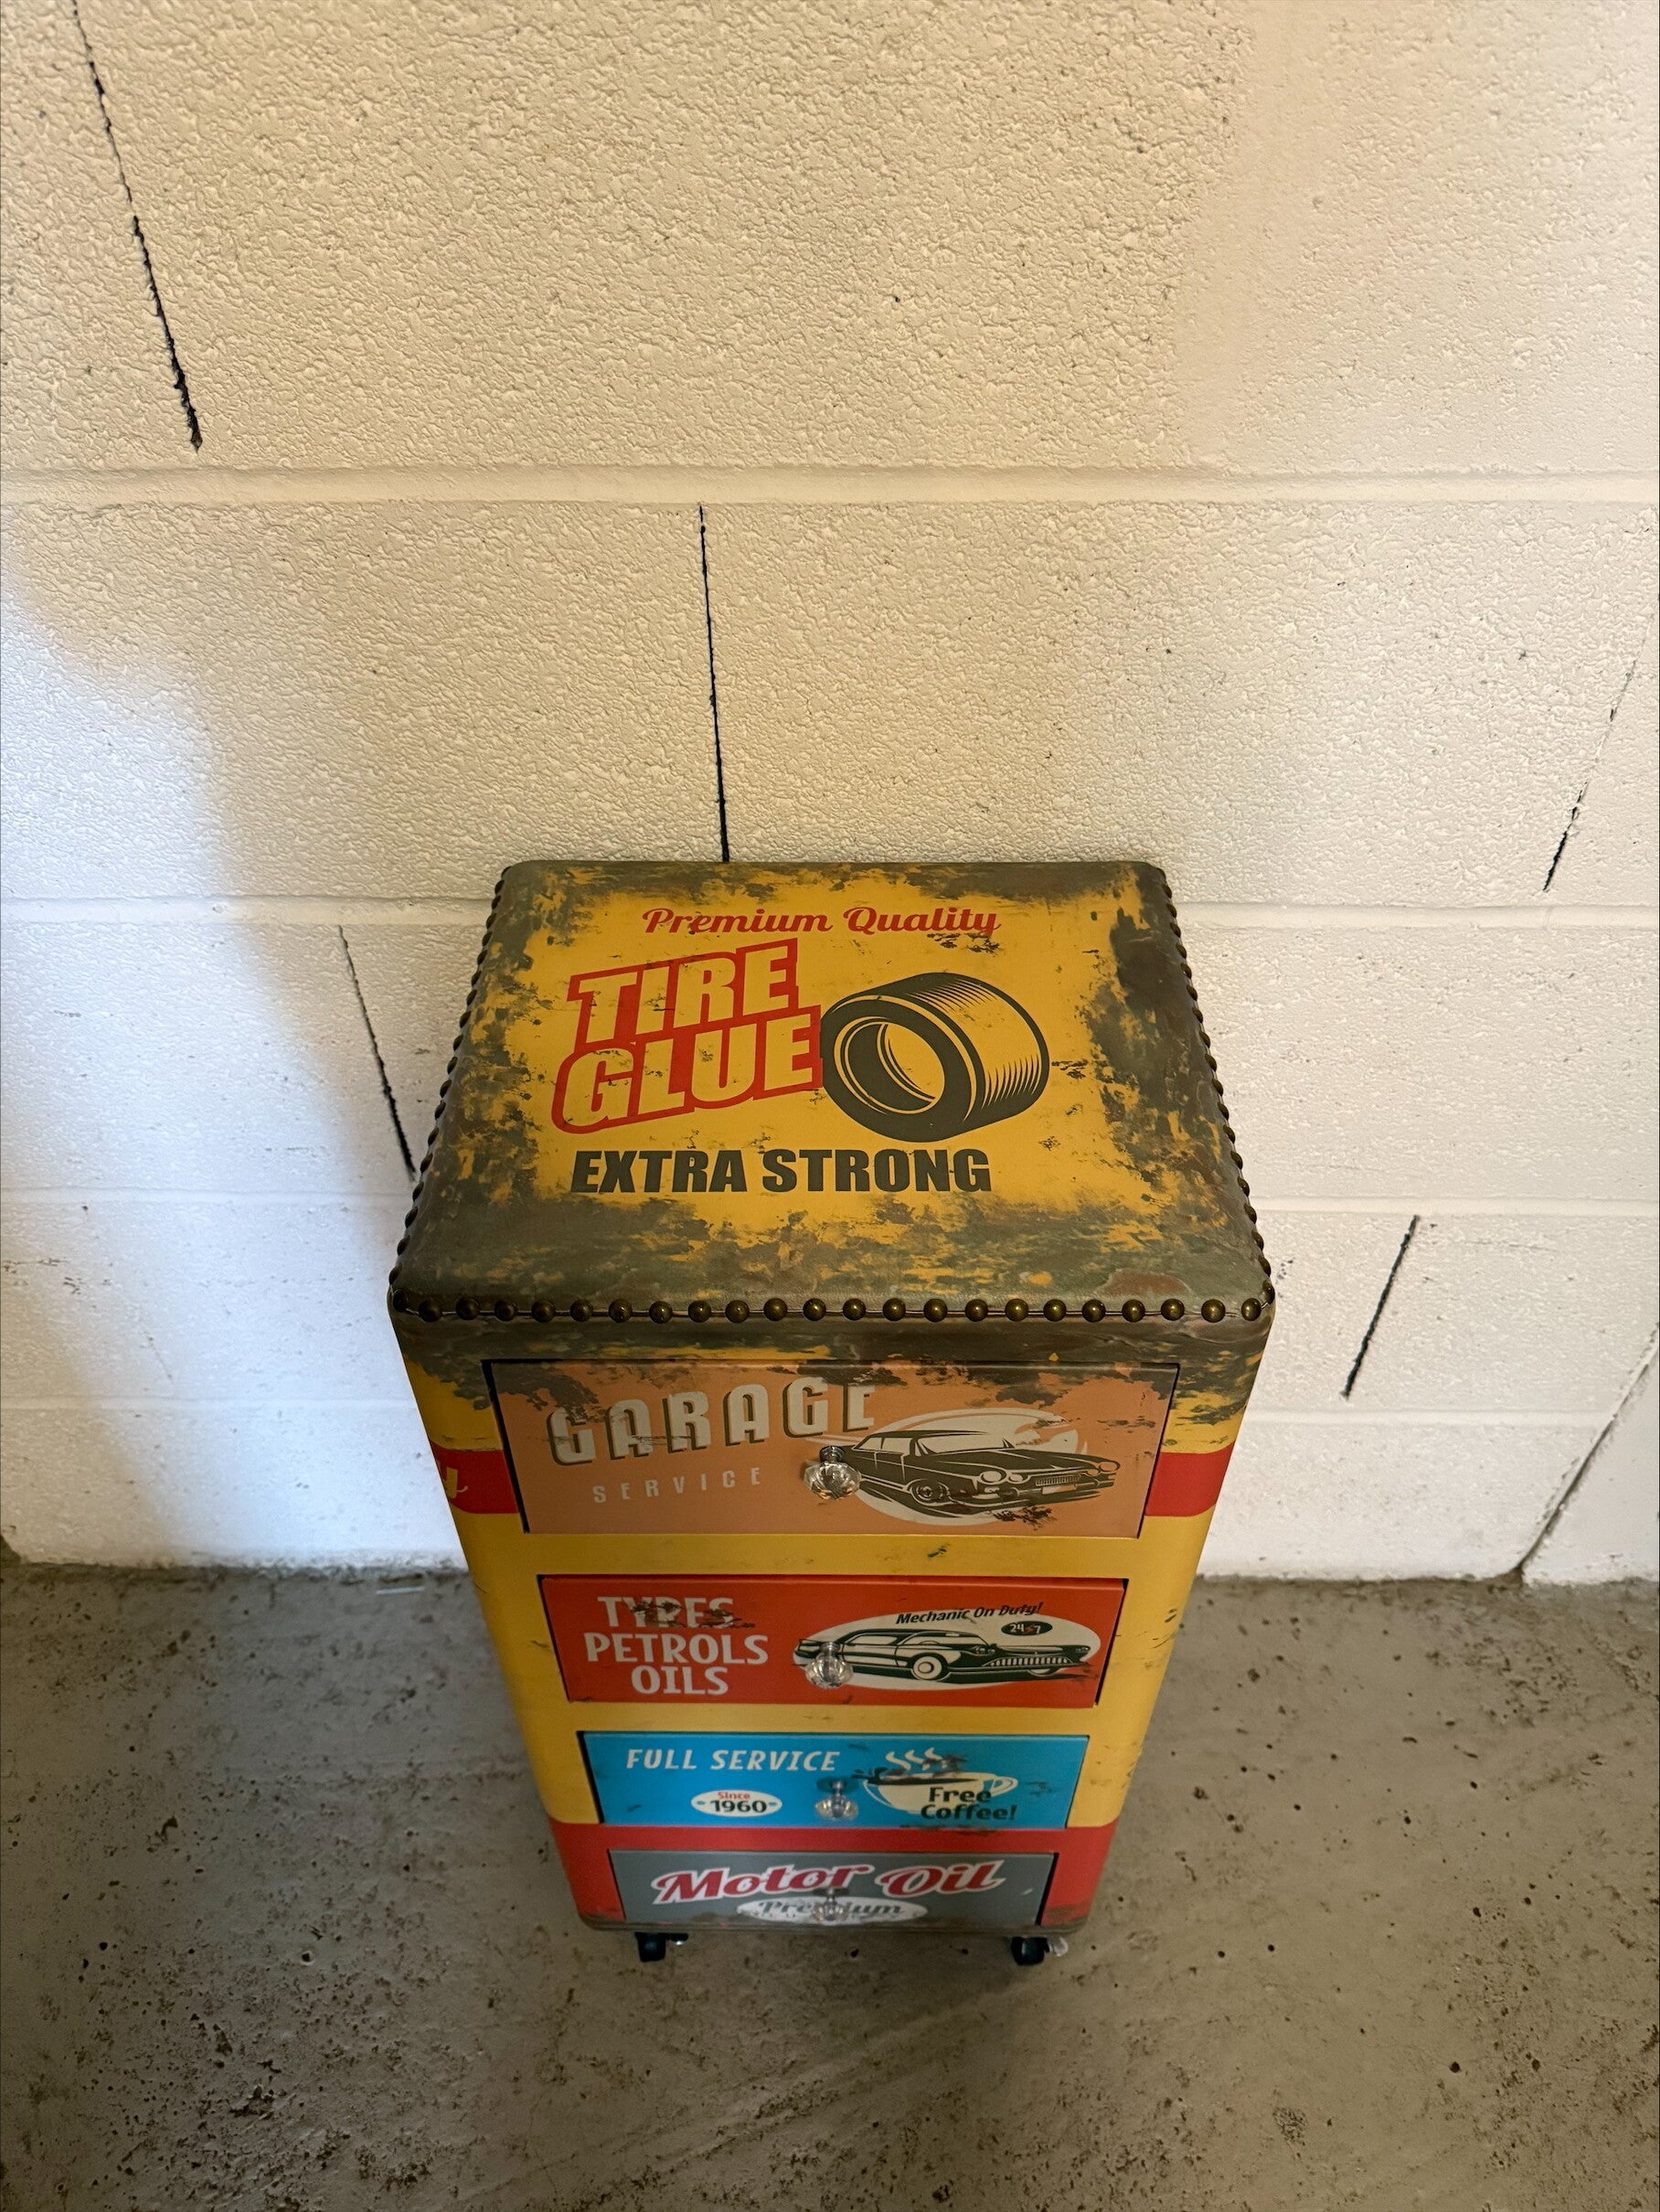 Premium Quality
TIRE
GLUE
EXTRA STRONG
GARAGE
SERVICE
TYRES
PETROLS
OILS
Mechanic On Duty!
24 7
FULL SERVICE
Since
1960
Free
Coffee!
Motor Oil
Premium